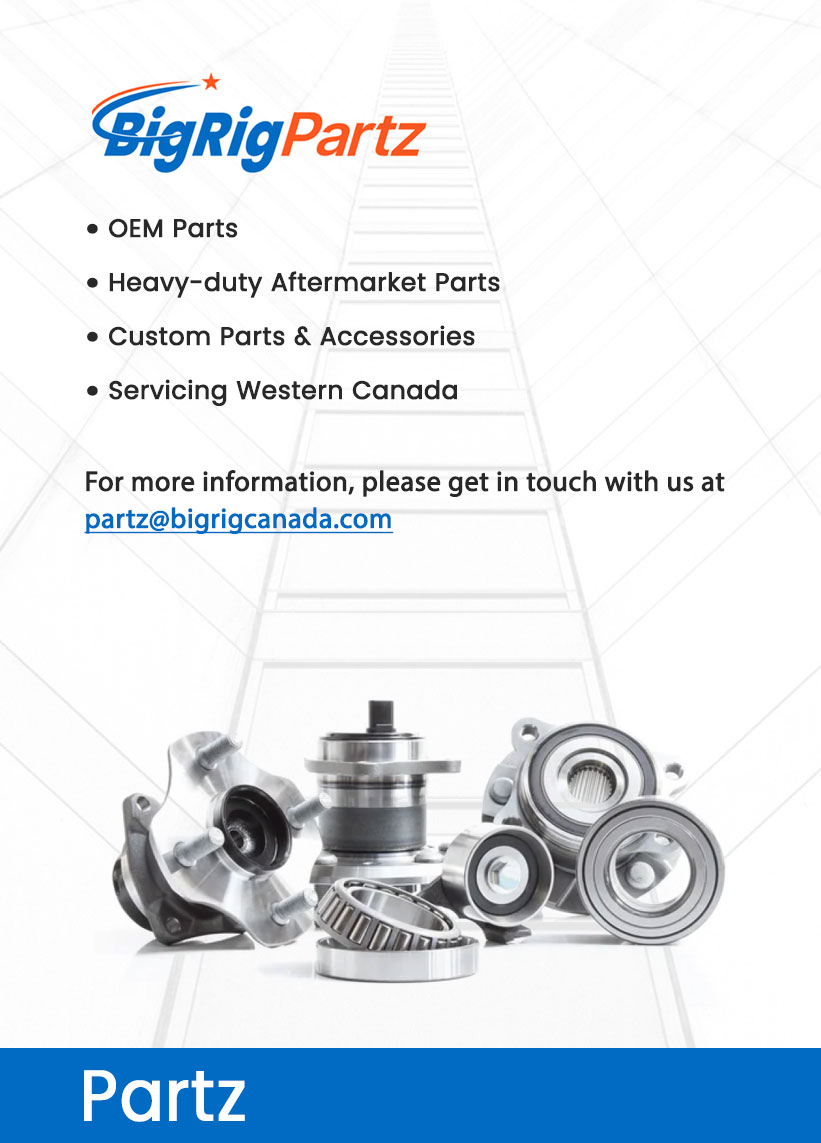 BigRigPartz
• OEM Parts
• Heavy-duty Aftermarket Parts
• Custom Parts & Accessories
• Servicing Western Canada
For more information, please get in touch with us at
partz@bigrigcanada.com
Partz